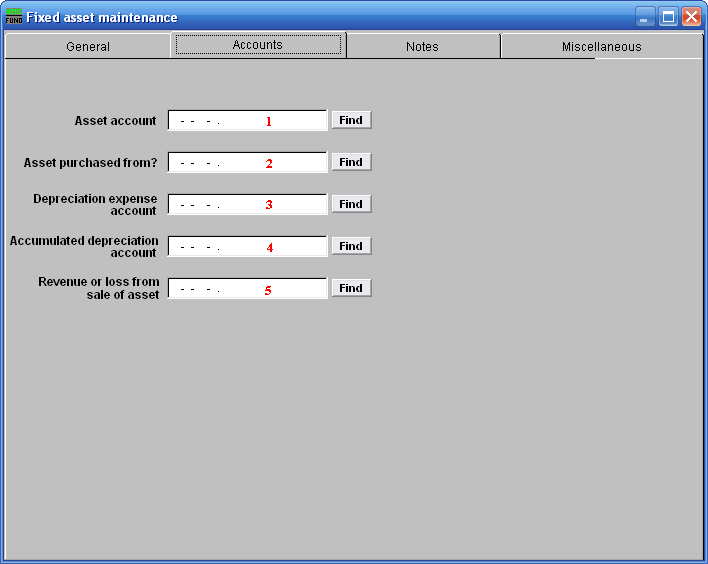 FUND Fixed asset maintenance
General Accounts Notes Miscellaneous
Asset account - - - . 1 Find
Asset purchased from? - - - . 2 Find
Depreciation expense
account - - - . 3 Find
Accumulated depreciation
account - - - . 4 Find
Revenue or loss from
sale of asset - - - . 5 Find